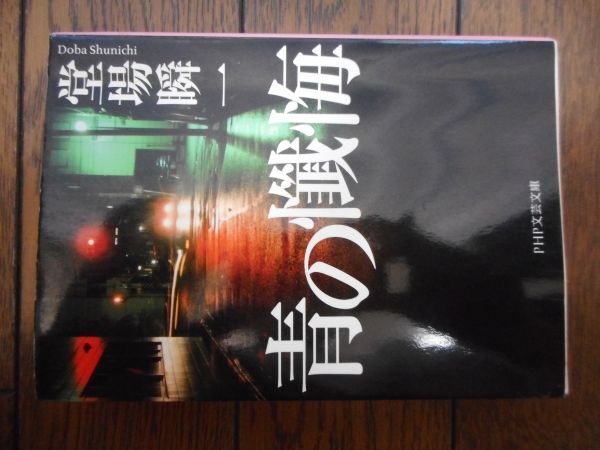 Doba Shunichi
堂場瞬一
青の懺悔
PHP文芸文庫